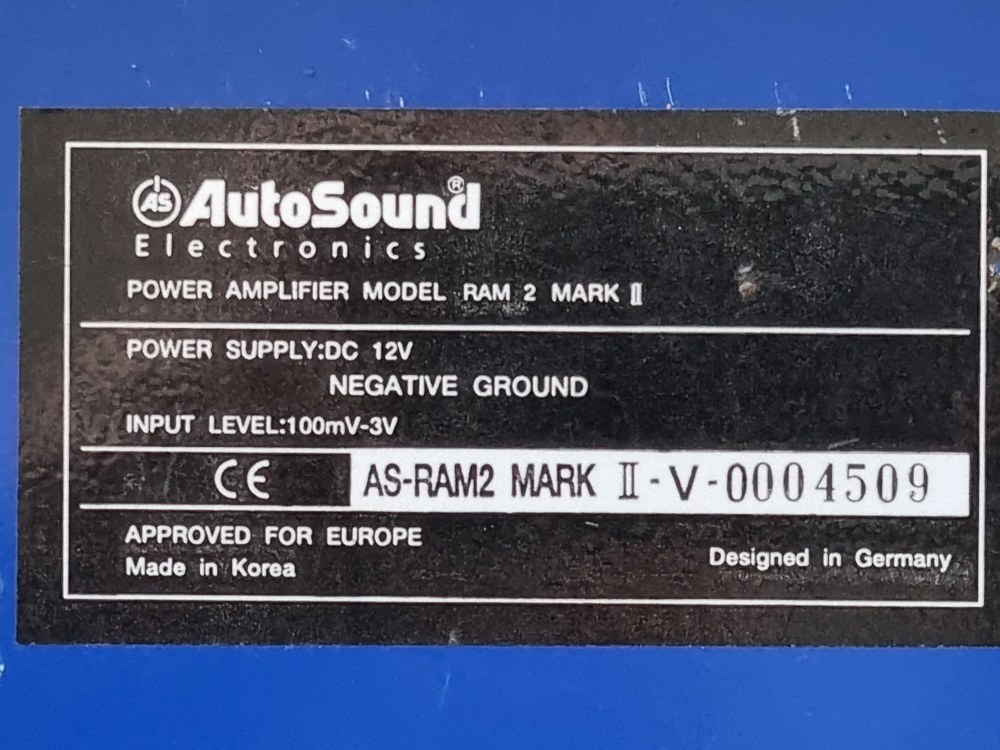 AS AutoSound®
Electronics
POWER AMPLIFIER MODEL RAM 2 MARK Ⅱ
POWER SUPPLY:DC 12V
NEGATIVE GROUND
INPUT LEVEL:100mV-3V
CE AS-RAM2 MARK Ⅱ-V-0004509
APPROVED FOR EUROPE
Made in Korea
Designed in Germany